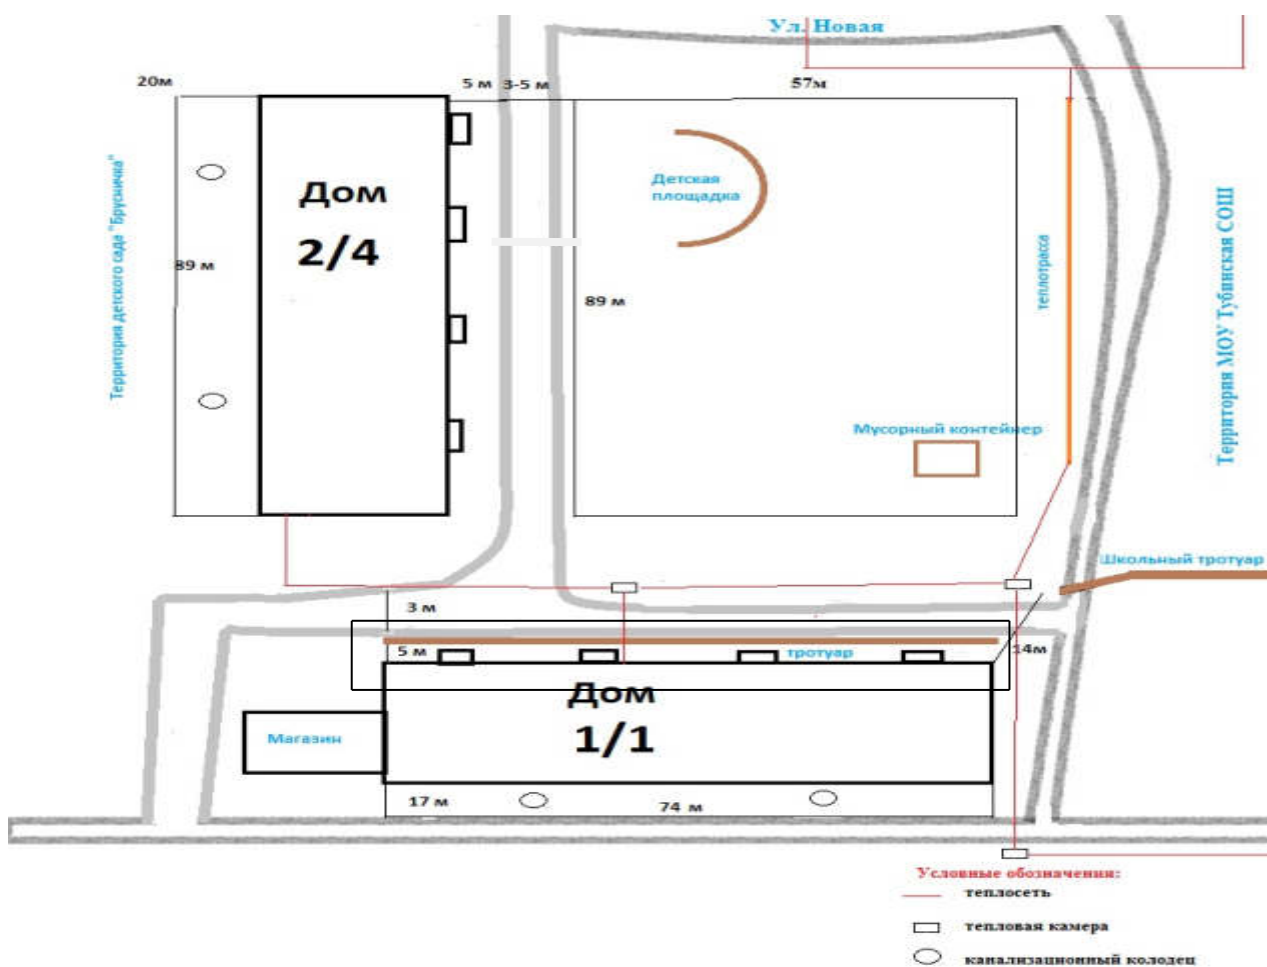 Ул. Новая
20м
5 м
3-5 м
57м
Территория детского сада "Брусничка"
Дом
2/4
89 м
Детская
площадка
89 м
теплотрасса
Территория МОУ Тубинская СОШ
Мусорный контейнер
Школьный тротуар
3 м
5 м
тротуар
14м
Дом
1/1
Магазин
17 м
74 м
Условные обозначения:
теплосеть
тепловая камера
канализационный колодец